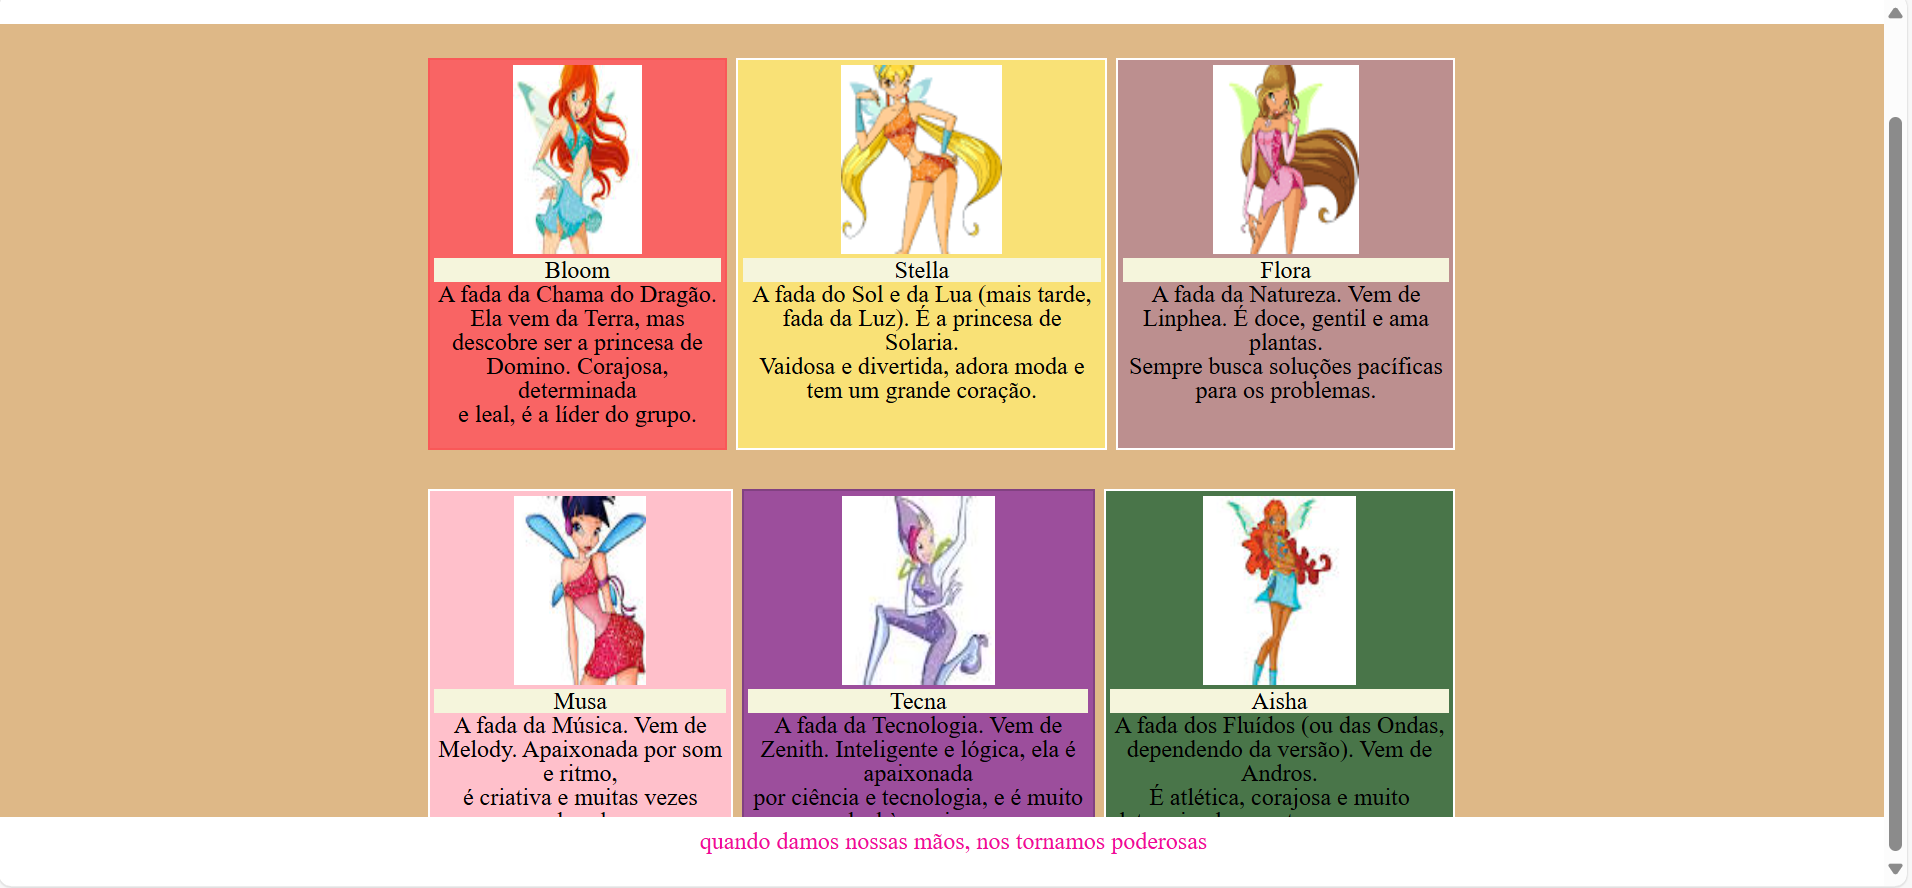 Bloom
A fada da Chama do Dragão.
Ela vem da Terra, mas
descobre ser a princesa de
Domino. Corajosa,
determinada
e leal, é a líder do grupo.
Stella
A fada do Sol e da Lua (mais tarde,
fada da Luz). É a princesa de
Solaria.
Vaidosa e divertida, adora moda e
tem um grande coração.
Flora
A fada da Natureza. Vem de
Linphea. É doce, gentil e ama
plantas.
Sempre busca soluções pacíficas
para os problemas.
Musa
A fada da Música. Vem de
Melody. Apaixonada por som
e ritmo,
é criativa e muitas vezes
Tecna
A fada da Tecnologia. Vem de
Zenith. Inteligente e lógica, ela é
apaixonada
por ciência e tecnologia, e é muito
Aisha
A fada dos Fluídos (ou das Ondas,
dependendo da versão). Vem de
Andros.
É atlética, corajosa e muito
quando damos nossas mãos, nos tornamos poderosas